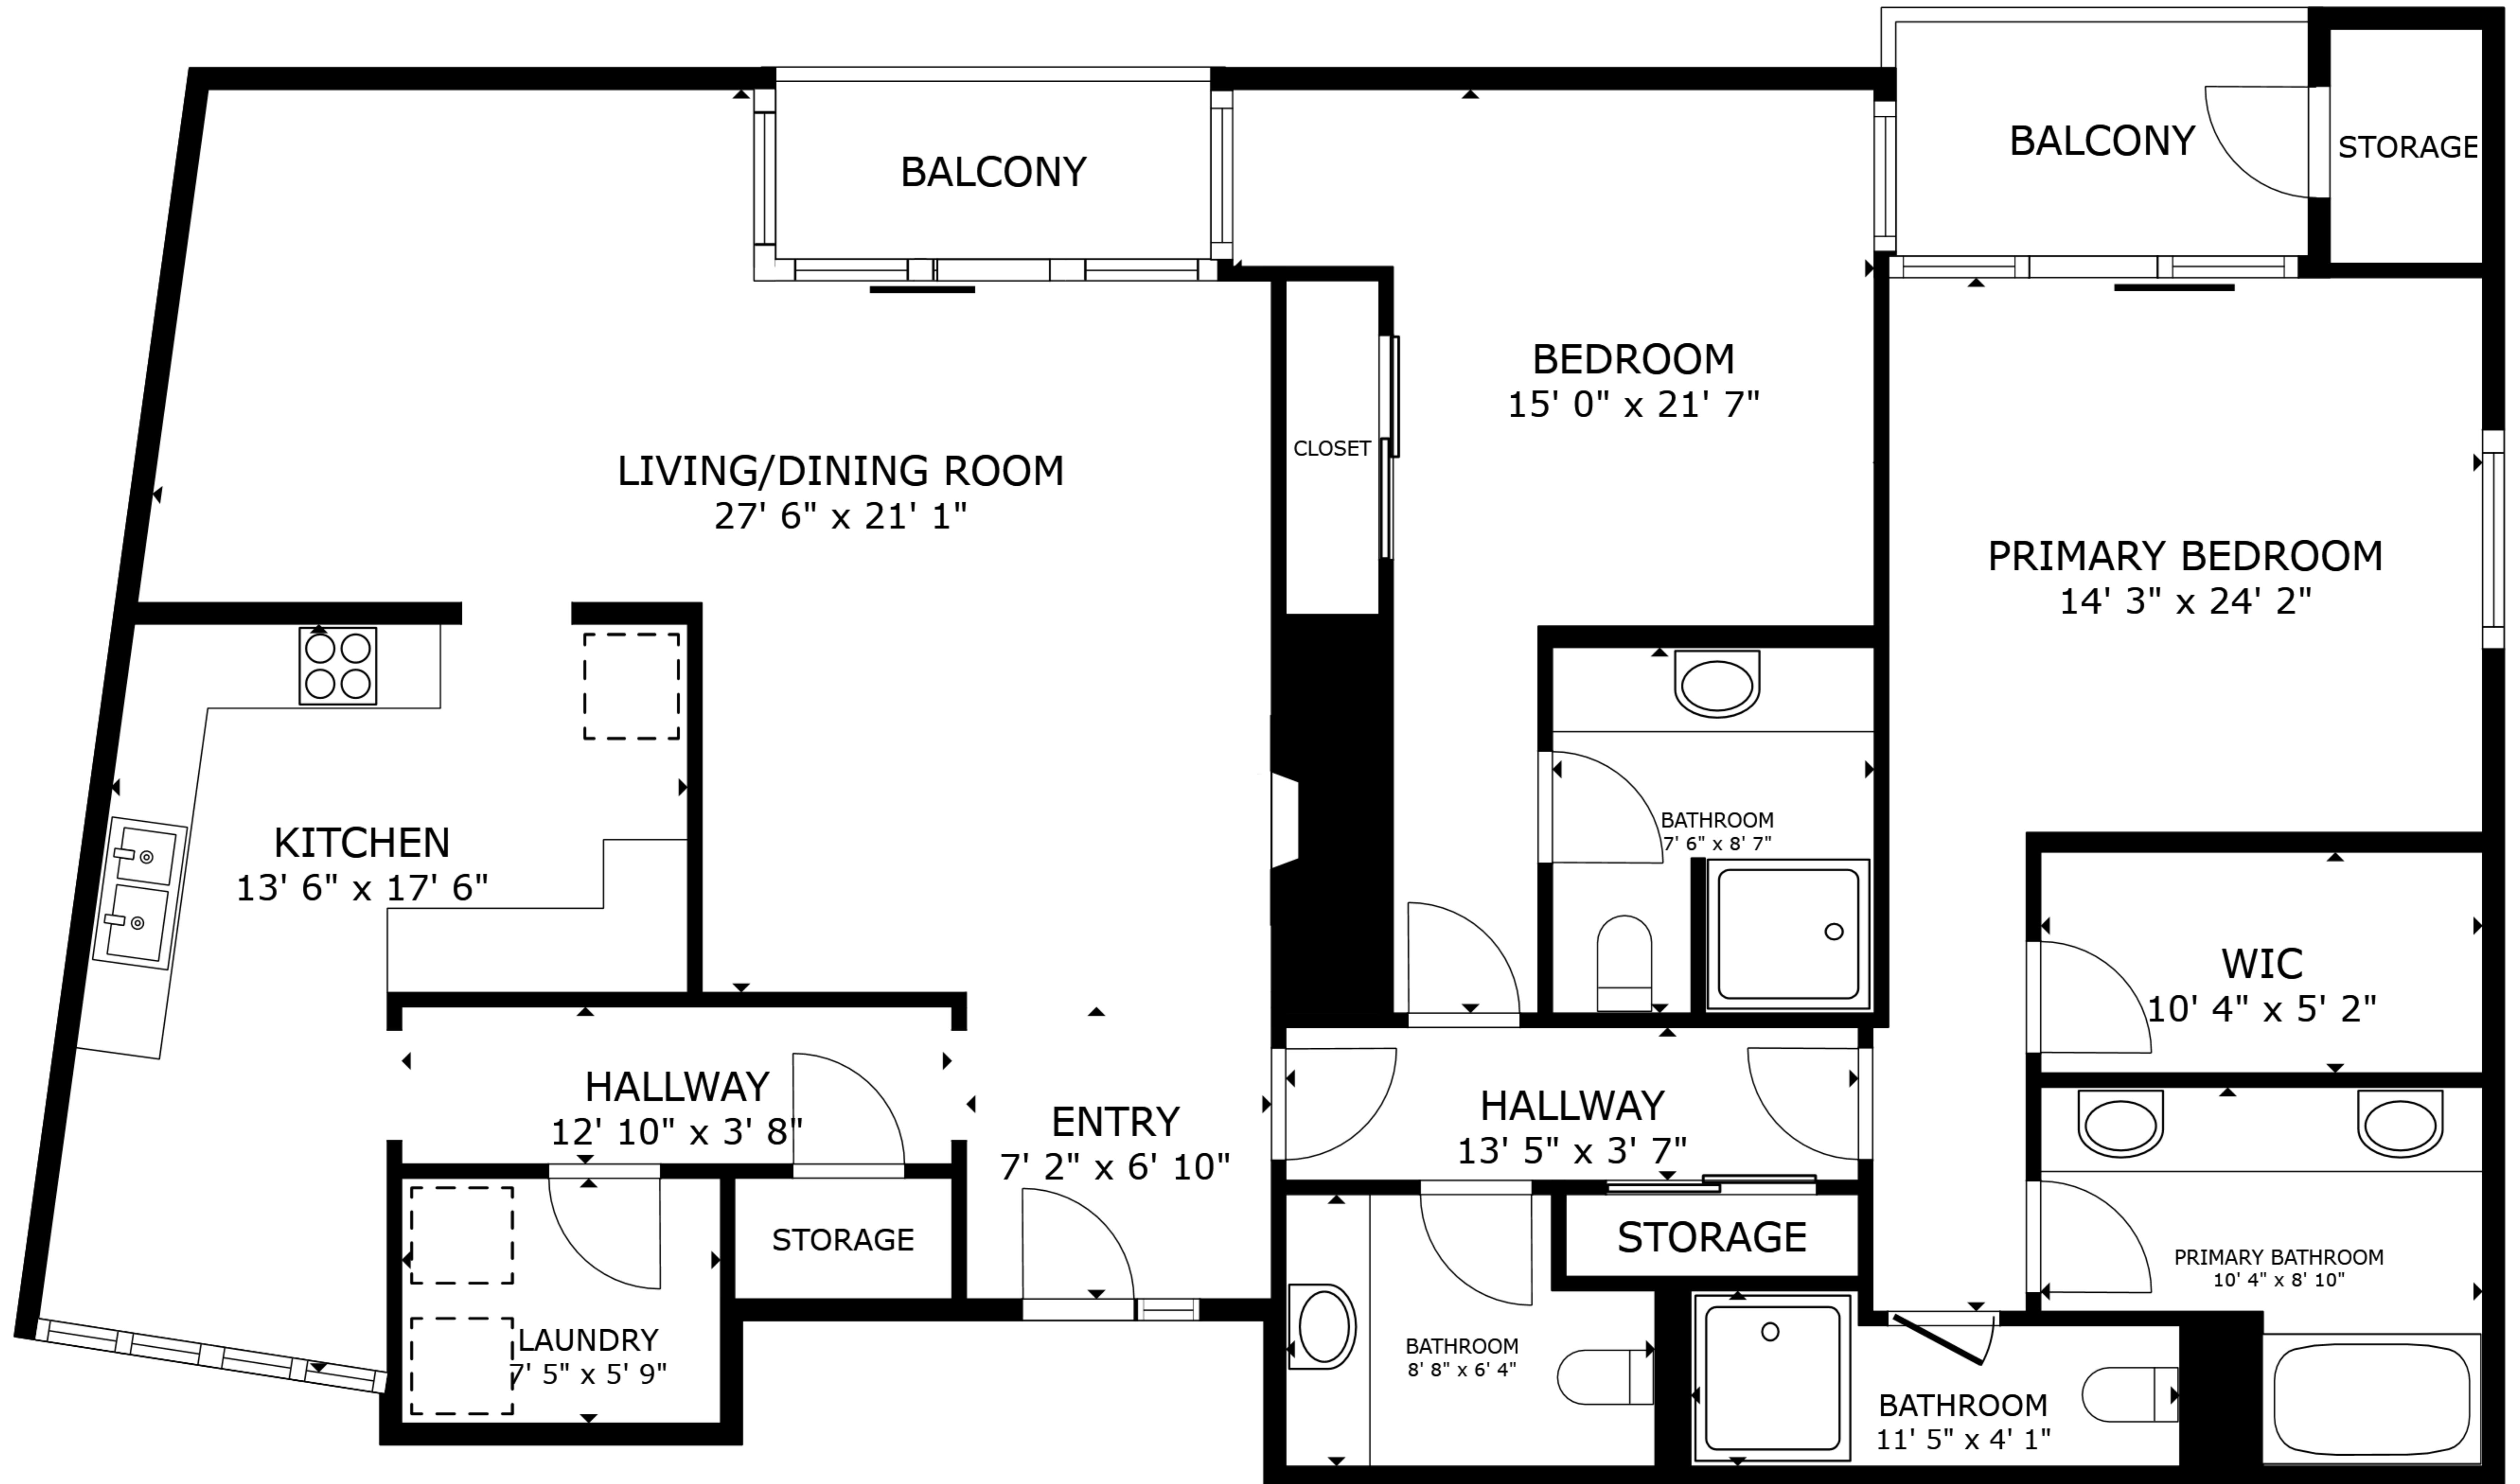 BALCONY
BALCONY
STORAGE
BEDROOM
15' 0" x 21' 7"
CLOSET
LIVING/DINING ROOM
27' 6" x 21' 1"
PRIMARY BEDROOM
14' 3" x 24' 2"
KITCHEN
13' 6" x 17' 6"
BATHROOM
7' 6" x 8' 7"
WIC
10' 4" x 5' 2"
HALLWAY
12' 10" x 3' 8"
ENTRY
7' 2" x 6' 10"
HALLWAY
13' 5" x 3' 7"
STORAGE
STORAGE
PRIMARY BATHROOM
10' 4" x 8' 10"
LAUNDRY
7' 5" x 5' 9"
BATHROOM
8' 8" x 6' 4"
BATHROOM
11' 5" x 4' 1"